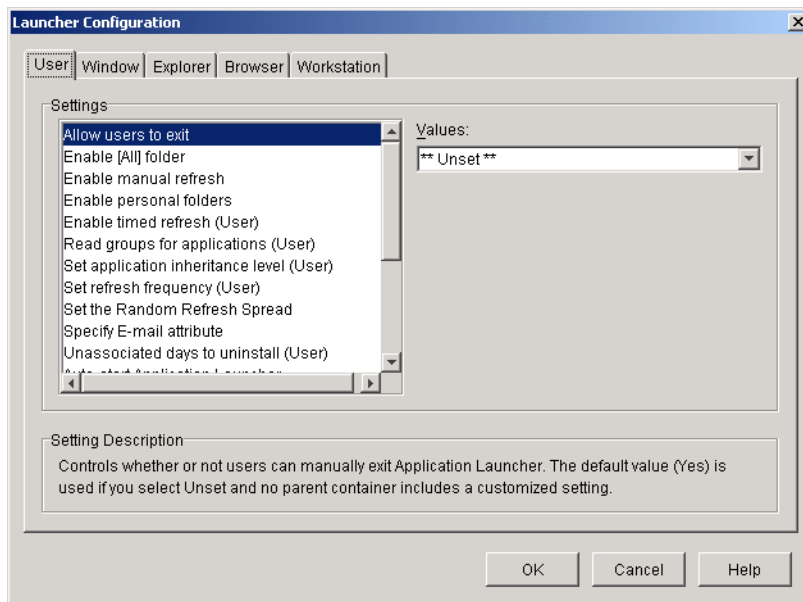 Launcher Configuration
User
Window
Explorer
Browser
Workstation
Settings
Allow users to exit
Enable [All] folder
Enable manual refresh
Enable personal folders
Enable timed refresh (User)
Read groups for applications (User)
Set application inheritance level (User)
Set refresh frequency (User)
Set the Random Refresh Spread
Specify E-mail attribute
Unassociated days to uninstall (User)
Auto-start Application Launcher
Values:
** Unset **
Setting Description
Controls whether or not users can manually exit Application Launcher. The default value (Yes) is
used if you select Unset and no parent container includes a customized setting.
OK
Cancel
Help